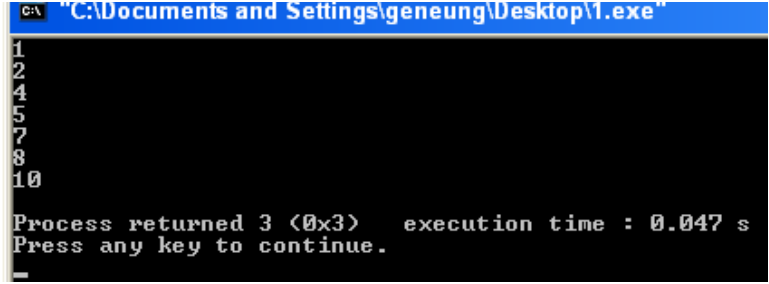 "C:\Documents and Settings\geneung\Desktop\1.exe"
1
2
4
5
7
8
10
Process returned 3 (0x3)   execution time : 0.047 s
Press any key to continue.